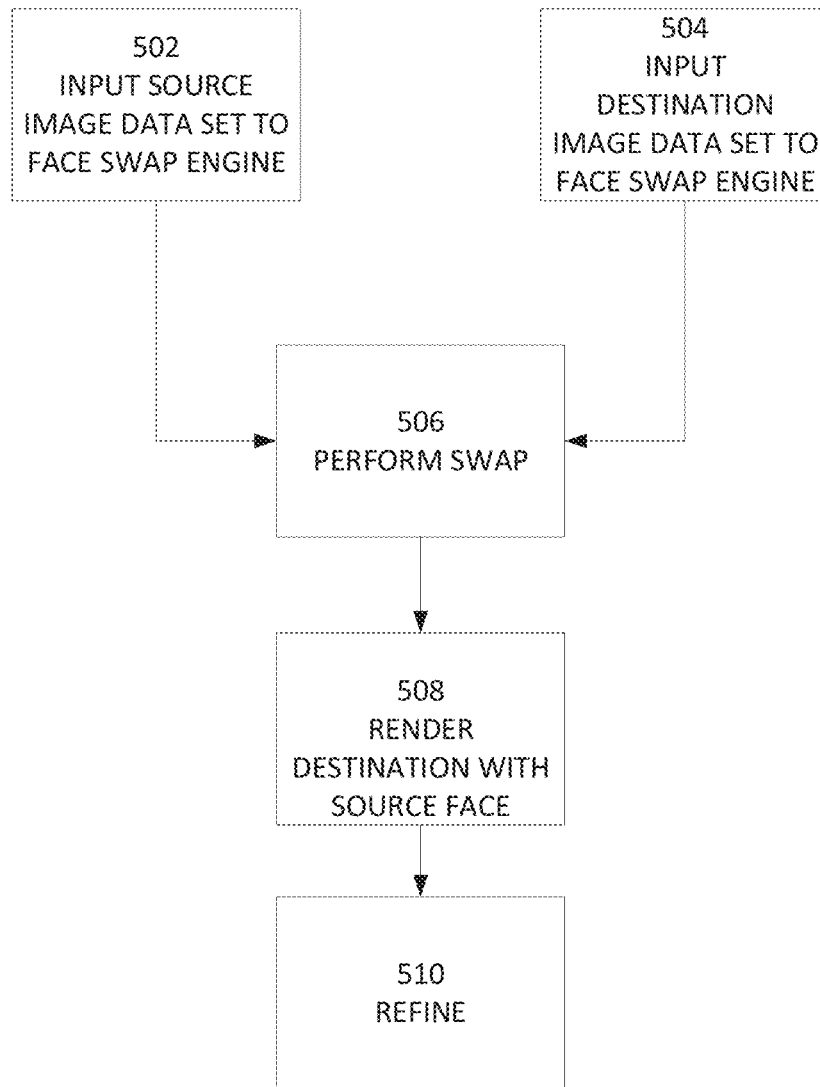 502
INPUT SOURCE
IMAGE DATA SET TO
FACE SWAP ENGINE
504
INPUT
DESTINATION
IMAGE DATA SET TO
FACE SWAP ENGINE
506
PERFORM SWAP
508
RENDER
DESTINATION WITH
SOURCE FACE
510
REFINE